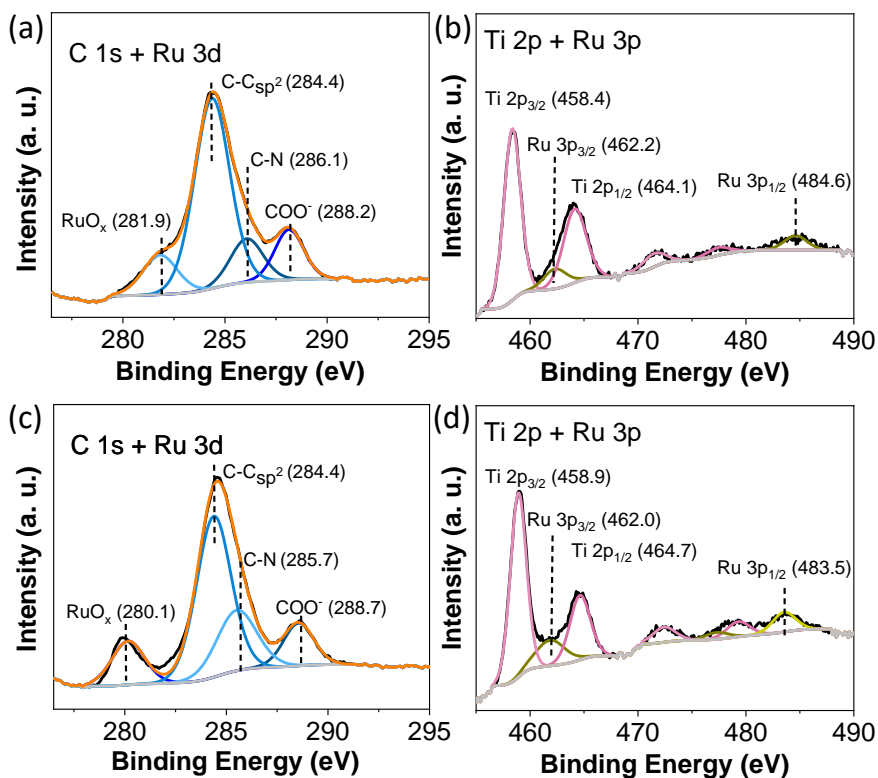 (a)
C 1s + Ru 3d
C-Csp² (284.4)
C-N (286.1)
COO⁻ (288.2)
RuOₓ (281.9)
Intensity (a. u.)
280 285 290 295
Binding Energy (eV)
(b)
Ti 2p + Ru 3p
Ti 2p₃/₂ (458.4)
Ru 3p₃/₂ (462.2)
Ti 2p₁/₂ (464.1)
Ru 3p₁/₂ (484.6)
Intensity (a. u.)
460 470 480 490
Binding Energy (eV)
(c)
C 1s + Ru 3d
C-Csp² (284.4)
C-N (285.7)
RuOₓ (280.1)
COO⁻ (288.7)
Intensity (a. u.)
280 285 290 295
Binding Energy (eV)
(d)
Ti 2p + Ru 3p
Ti 2p₃/₂ (458.9)
Ru 3p₃/₂ (462.0)
Ti 2p₁/₂ (464.7)
Ru 3p₁/₂ (483.5)
Intensity (a. u.)
460 470 480 490
Binding Energy (eV)